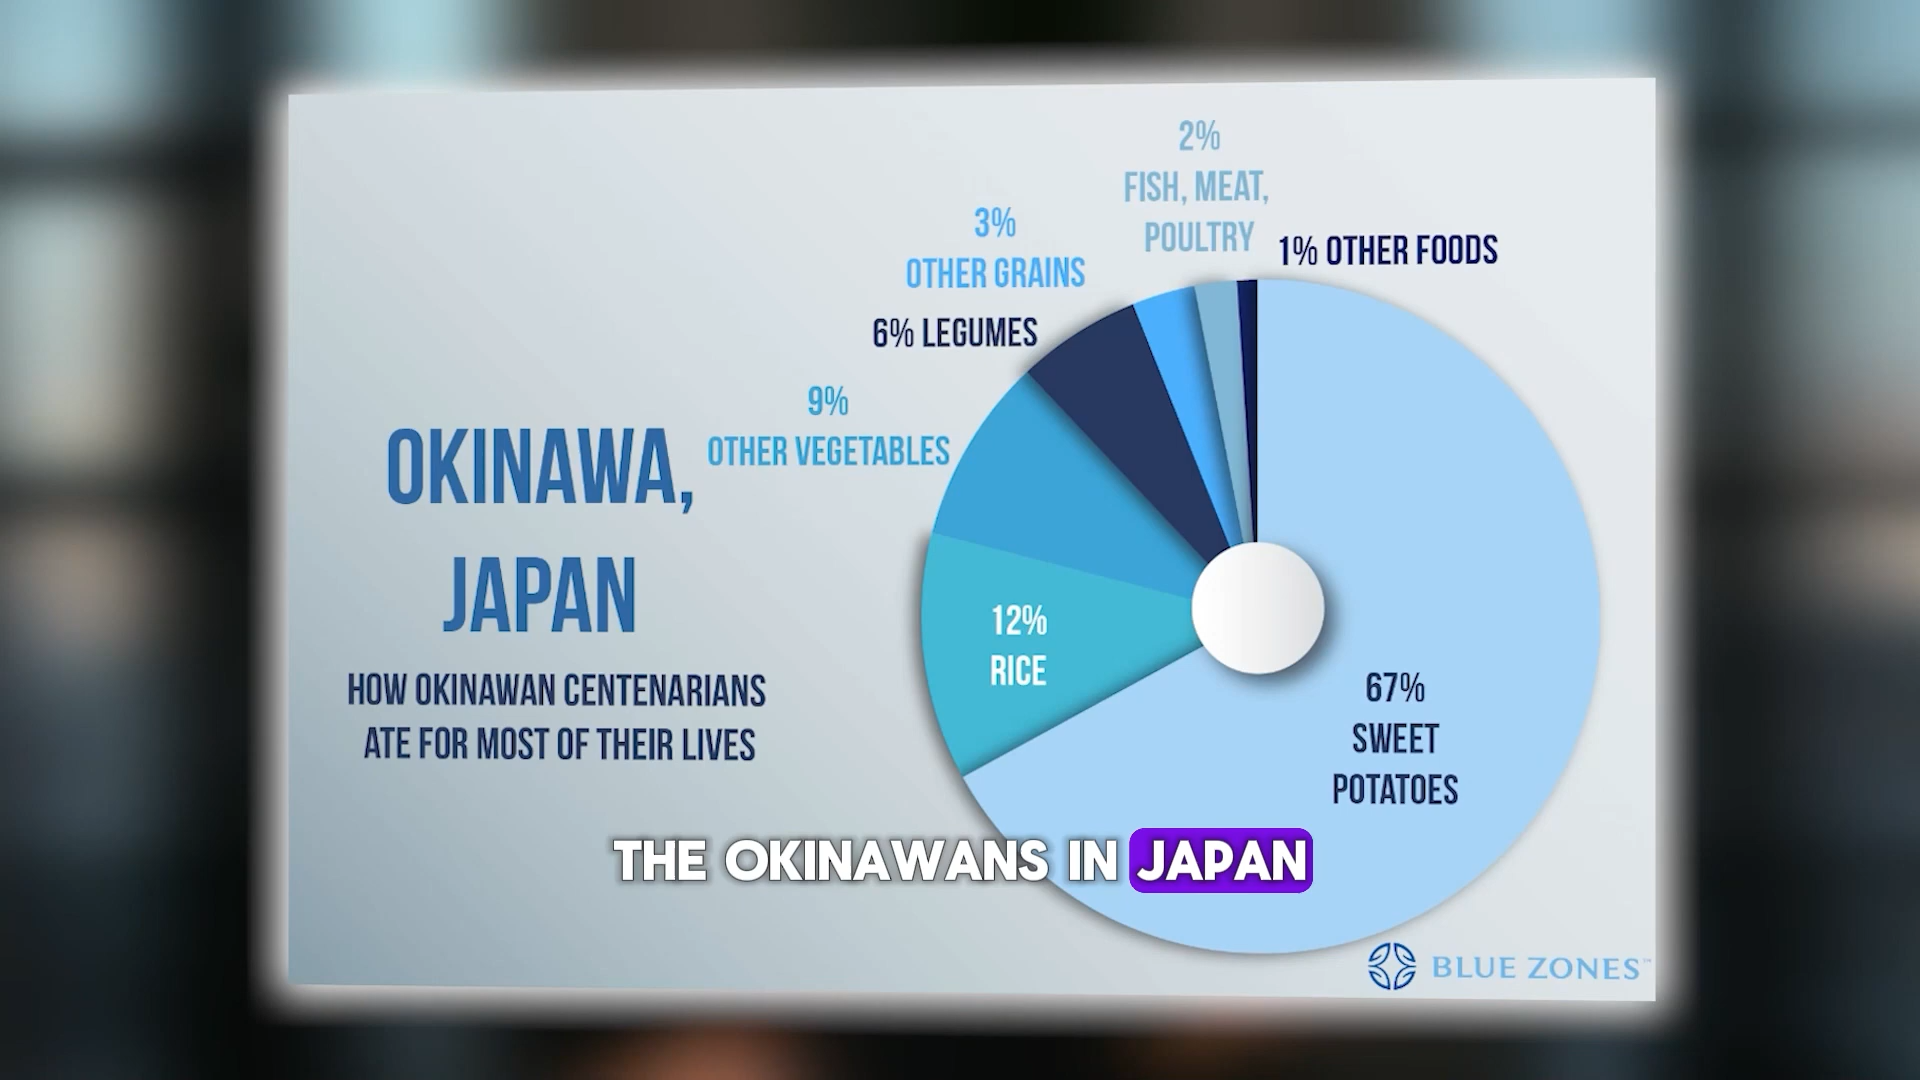 2%
FISH, MEAT,
POULTRY
1% OTHER FOODS
3%
OTHER GRAINS
6% LEGUMES
9%
OTHER VEGETABLES
OKINAWA,
JAPAN
HOW OKINAWAN CENTENARIANS
ATE FOR MOST OF THEIR LIVES
12%
RICE
67%
SWEET
POTATOES
THE OKINAWANS IN JAPAN
BLUE ZONES™